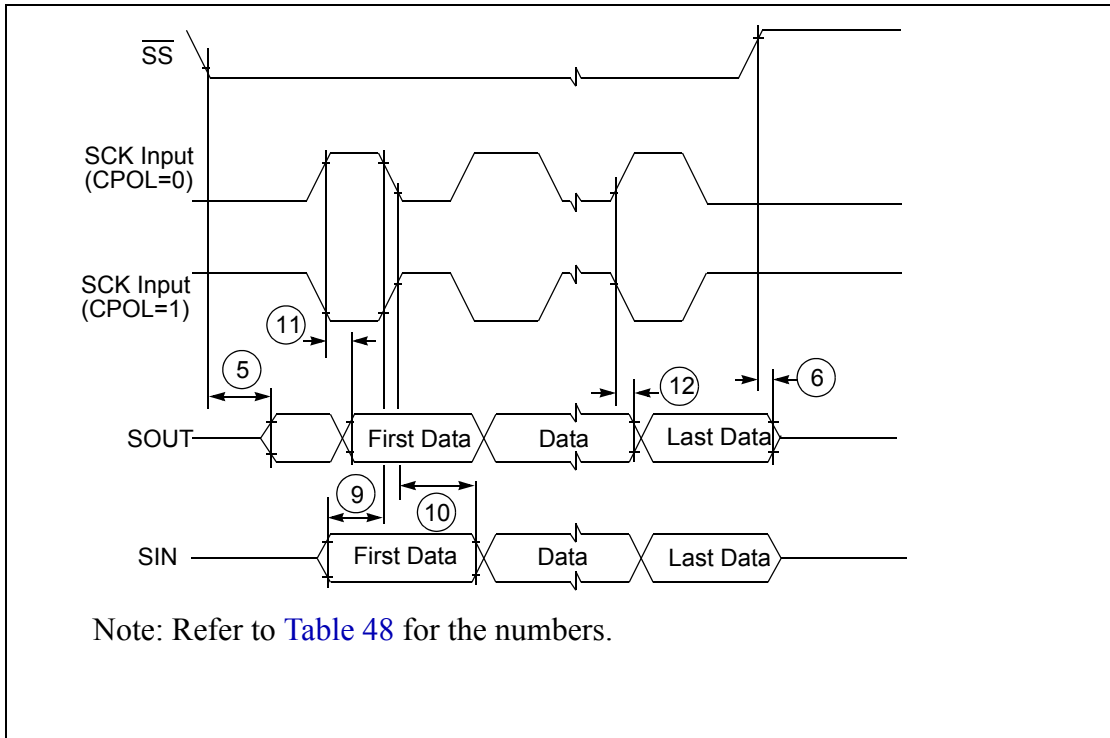 SS
SCK Input
(CPOL=0)
SCK Input
(CPOL=1)
11
5
12
6
SOUT
First Data
Data
Last Data
9
10
SIN
First Data
Data
Last Data
Note: Refer to Table 48 for the numbers.